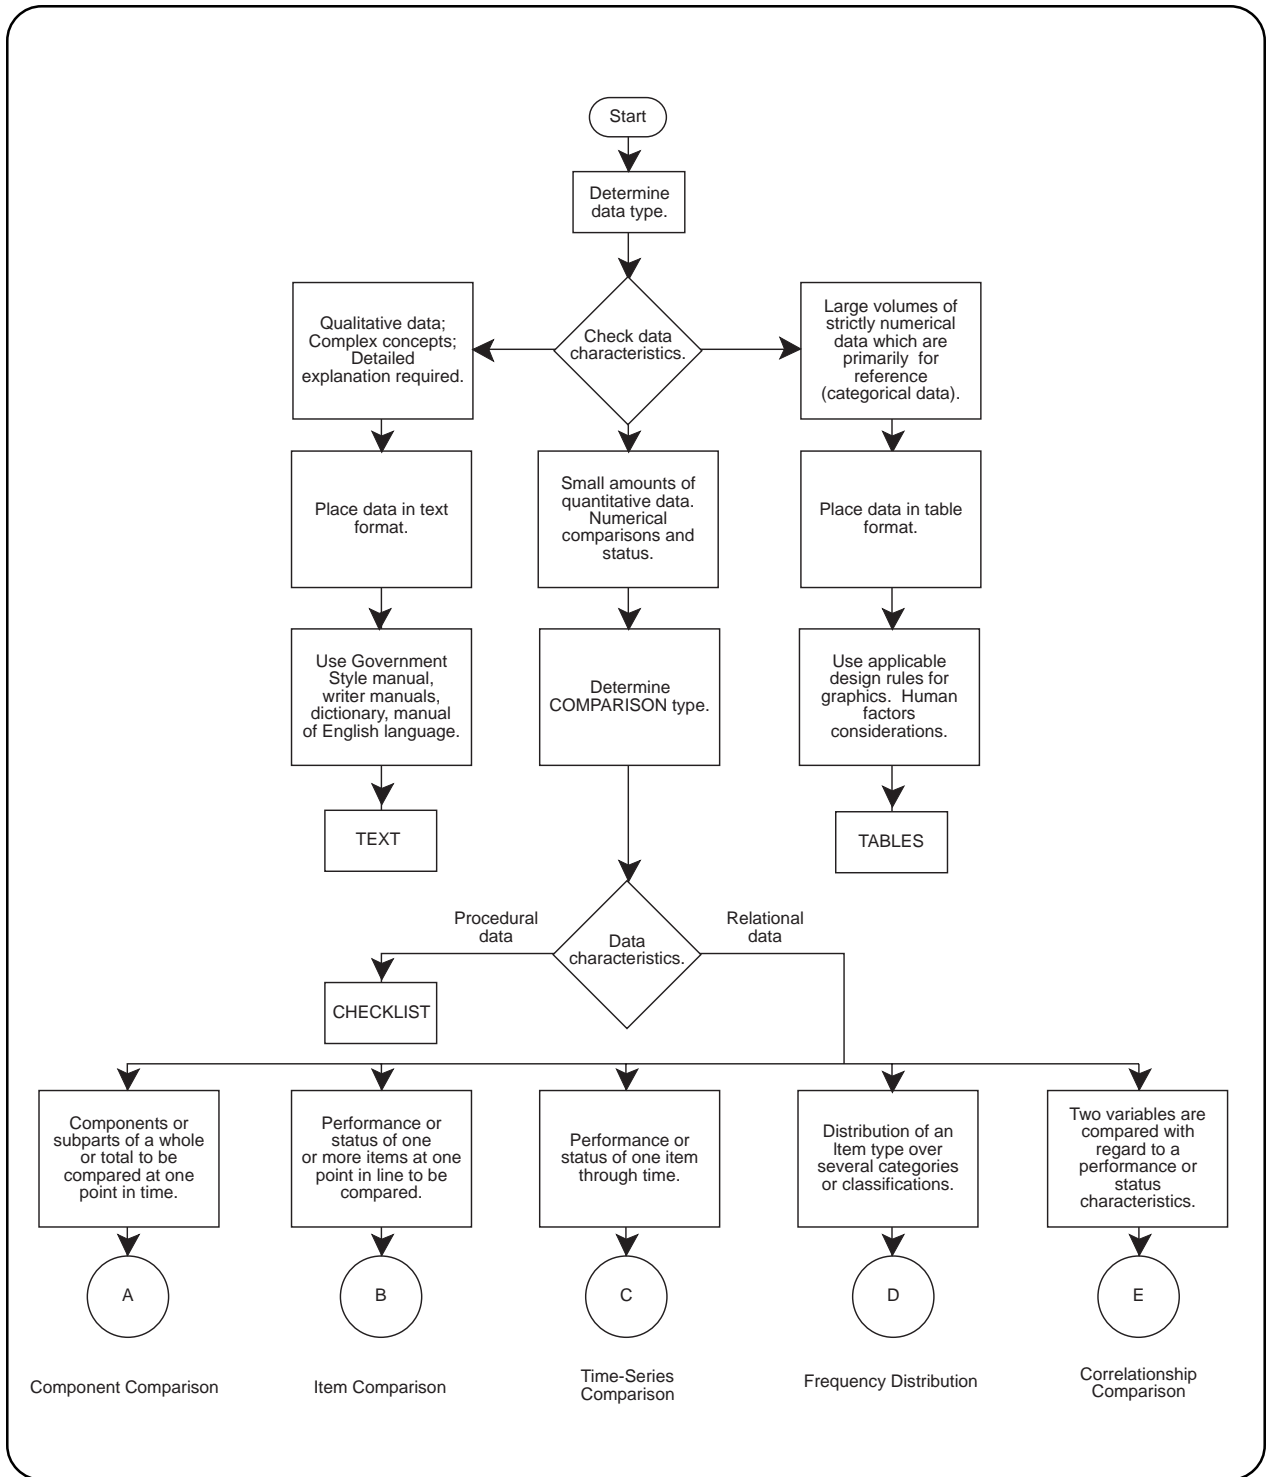 Start
Determine
data type.
Check data
characteristics.
Qualitative data;
Complex concepts;
Detailed
explanation required.
Large volumes of
strictly numerical
data which are
primarily for
reference
(categorical data).
Place data in text
format.
Small amounts of
quantitative data.
Numerical
comparisons and
status.
Place data in table
format.
Use Government
Style manual,
writer manuals,
dictionary, manual
of English language.
Determine
COMPARISON type.
Use applicable
design rules for
graphics. Human
factors
considerations.
TEXT
TABLES
Procedural
data
Data
characteristics.
Relational
data
CHECKLIST
Components or
subparts of a whole
or total to be
compared at one
point in time.
Performance or
status of one
or more items at one
point in line to be
compared.
Performance or
status of one item
through time.
Distribution of an
Item type over
several categories
or classifications.
Two variables are
compared with
regard to a
performance or
status
characteristics.
A
B
C
D
E
Component Comparison
Item Comparison
Time-Series
Comparison
Frequency Distribution
Correlationship
Comparison